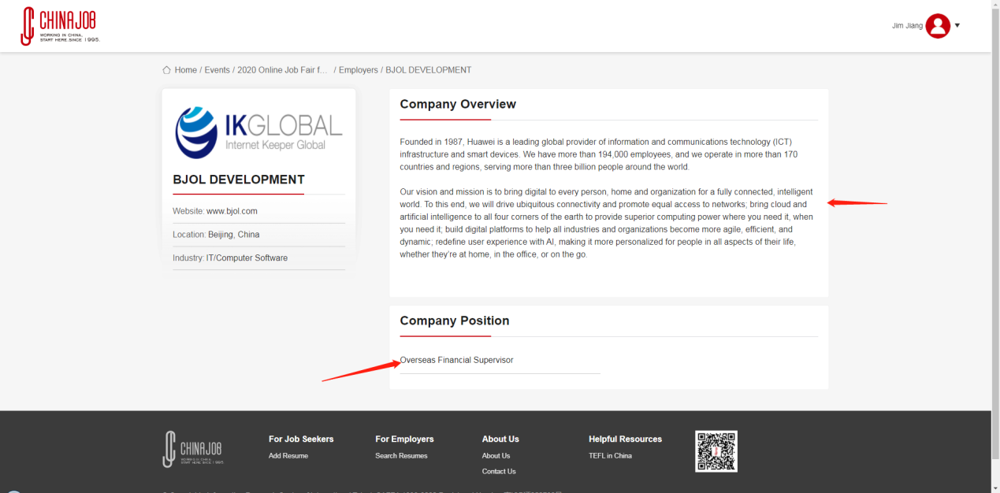 CHINAJOB
WORKING IN CHINA,
START HERE.SINCE 1995.
Jim Jiang
Home / Events / 2020 Online Job Fair f... / Employers / BJOL DEVELOPMENT
IKGLOBAL
Internet Keeper Global
BJOL DEVELOPMENT
Website: www.bjol.com
Location: Beijing, China
Industry: IT/Computer Software
Company Overview
Founded in 1987, Huawei is a leading global provider of information and communications technology (ICT)
infrastructure and smart devices. We have more than 194,000 employees, and we operate in more than 170
countries and regions, serving more than three billion people around the world.
Our vision and mission is to bring digital to every person, home and organization for a fully connected, intelligent
world. To this end, we will drive ubiquitous connectivity and promote equal access to networks; bring cloud and
artificial intelligence to all four corners of the earth to provide superior computing power where you need it, when
you need it; build digital platforms to help all industries and organizations become more agile, efficient, and
dynamic; redefine user experience with AI, making it more personalized for people in all aspects of their life,
whether they're at home, in the office, or on the go.
Company Position
Overseas Financial Supervisor
CHINAJOB
WORKING IN CHINA,
START HERE.SINCE 1995.
For Job Seekers
Add Resume
For Employers
Search Resumes
About Us
About Us
Contact Us
Helpful Resources
TEFL in China